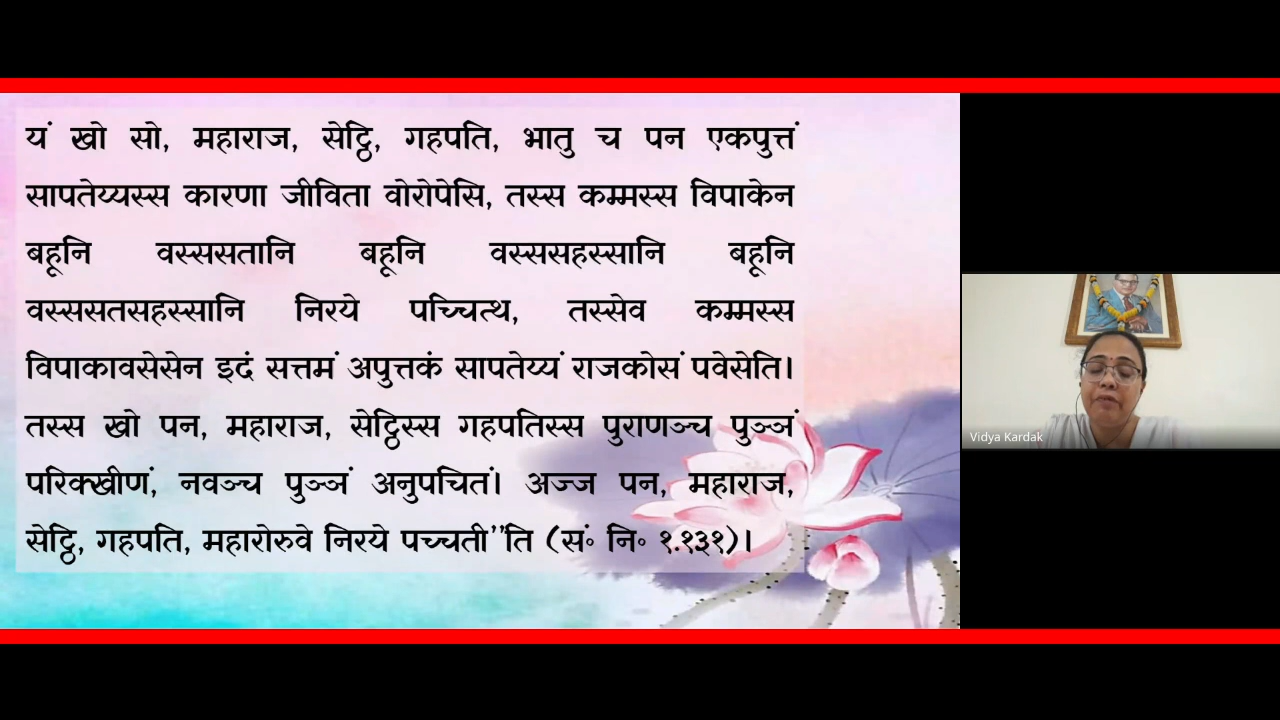 यं खो सो, महाराज, सेट्ठि, गहपति, भातु च पन एकपुत्तं
सापतेय्यस्स कारणा जीविता वोरोपेसि, तस्स कम्मस्स विपाकेन
बहूनि वस्ससतानि बहूनि वस्ससहस्सानि बहूनि
वस्ससतसहस्सानि निरये पच्चित्थ, तस्सेव कम्मस्स
विपाकावसेसेन इदं सत्तमं अपुत्तकं सापतेय्यं राजकोसं पवेसेति।
तस्स खो पन, महाराज, सेट्ठिस्स गहपतिस्स पुराणञ्च पुञ्ञं
परिक्खीणं, नवञ्च पुञ्ञं अनुपचितं। अज्ज पन, महाराज,
सेट्ठि, गहपति, महारोरुवे निरये पच्चती’’ति (सं॰ नि॰ १.१३१)।
Vidya Kardak